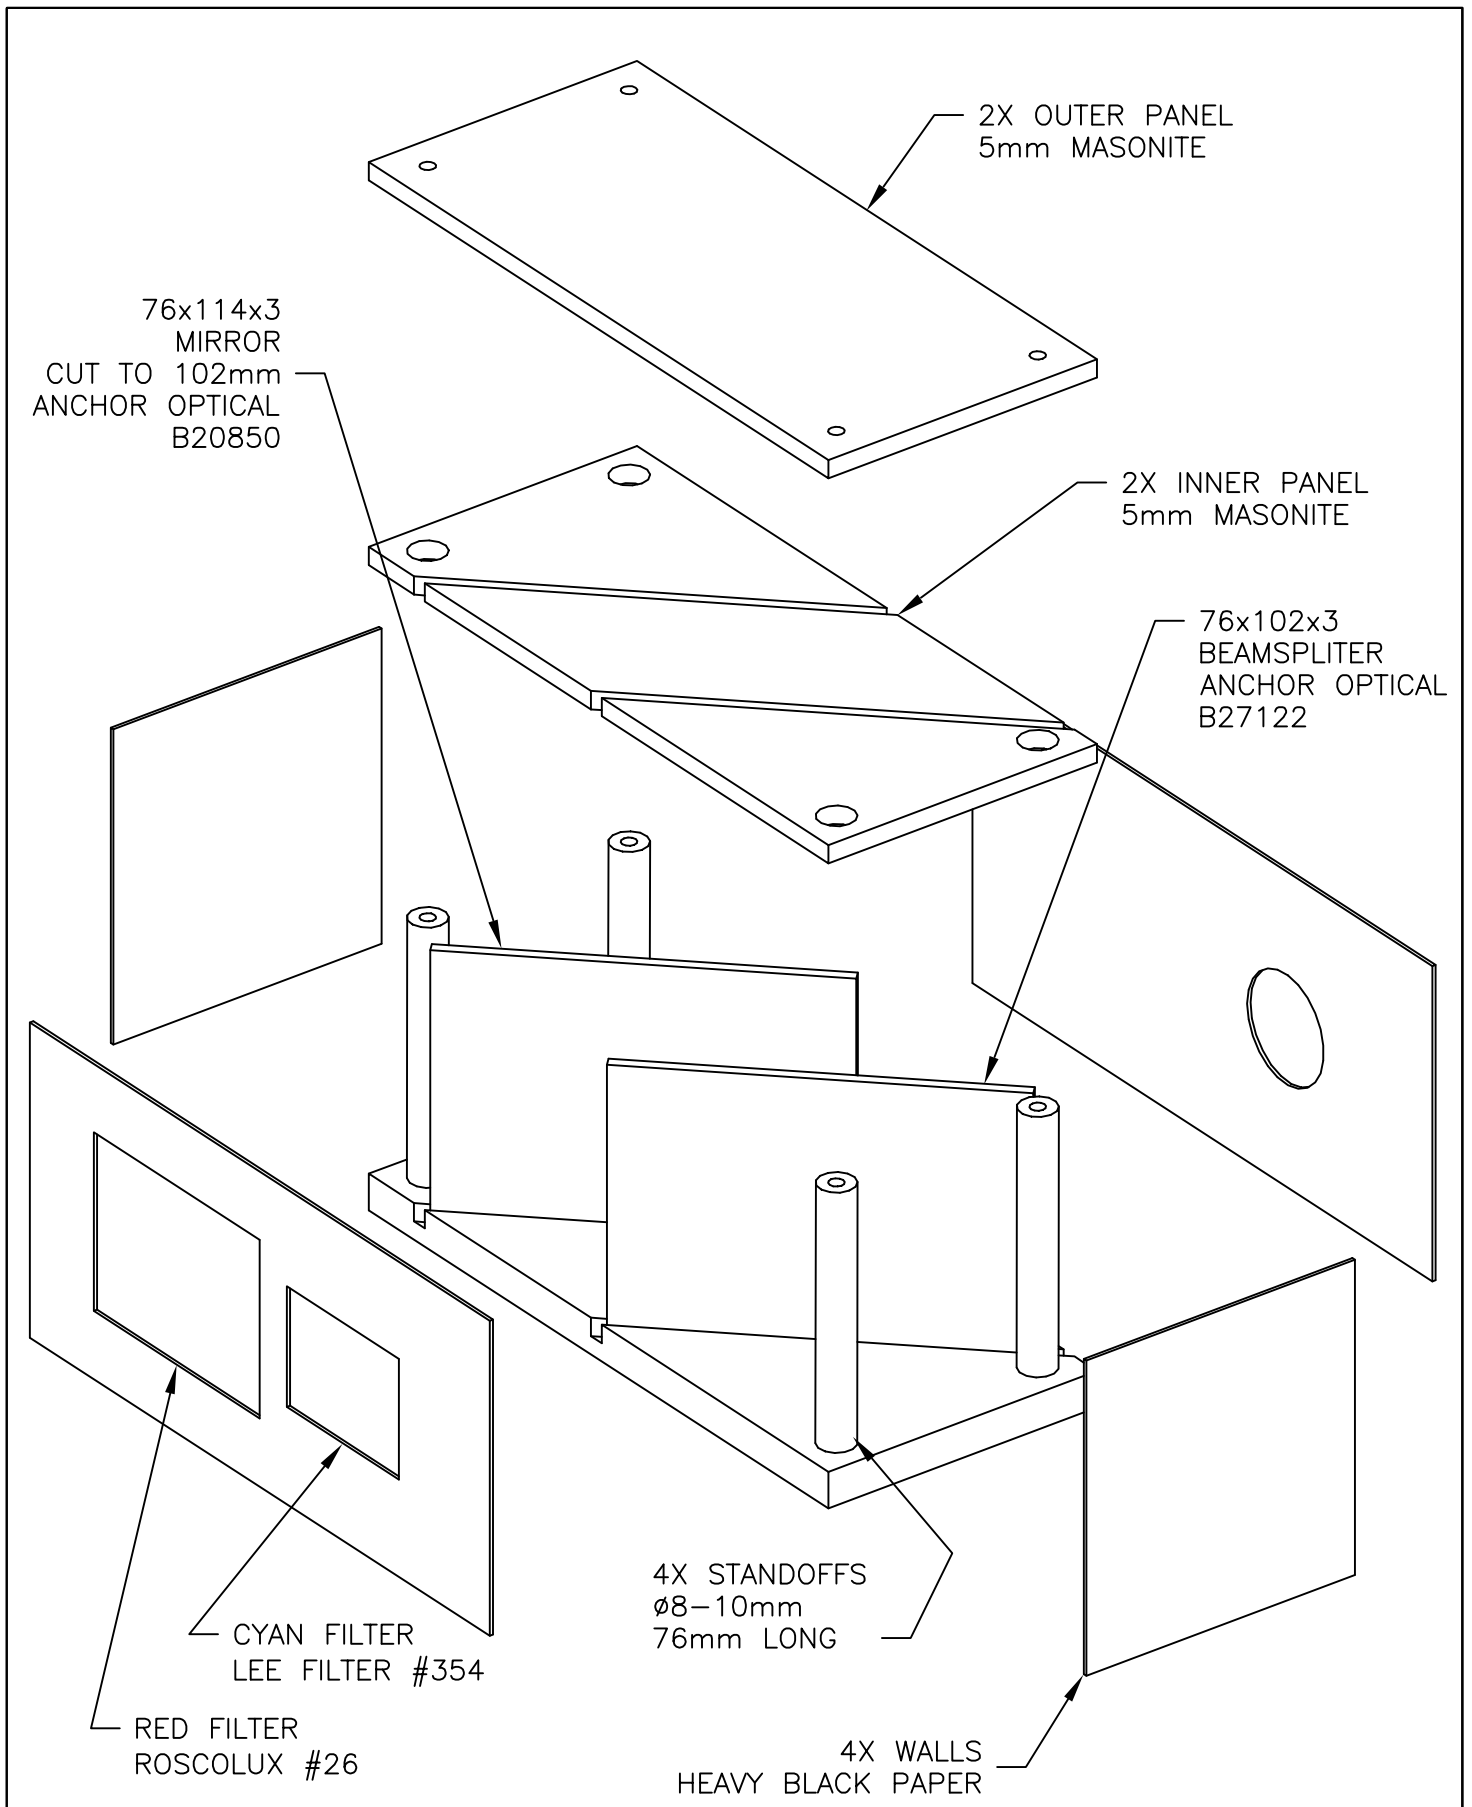 2X OUTER PANEL
5mm MASONITE
76x114x3
MIRROR
CUT TO 102mm
ANCHOR OPTICAL
B20850
2X INNER PANEL
5mm MASONITE
76x102x3
BEAMSPLITER
ANCHOR OPTICAL
B27122
4X STANDOFFS
ø8-10mm
76mm LONG
CYAN FILTER
LEE FILTER #354
RED FILTER
ROSCOLUX #26
4X WALLS
HEAVY BLACK PAPER